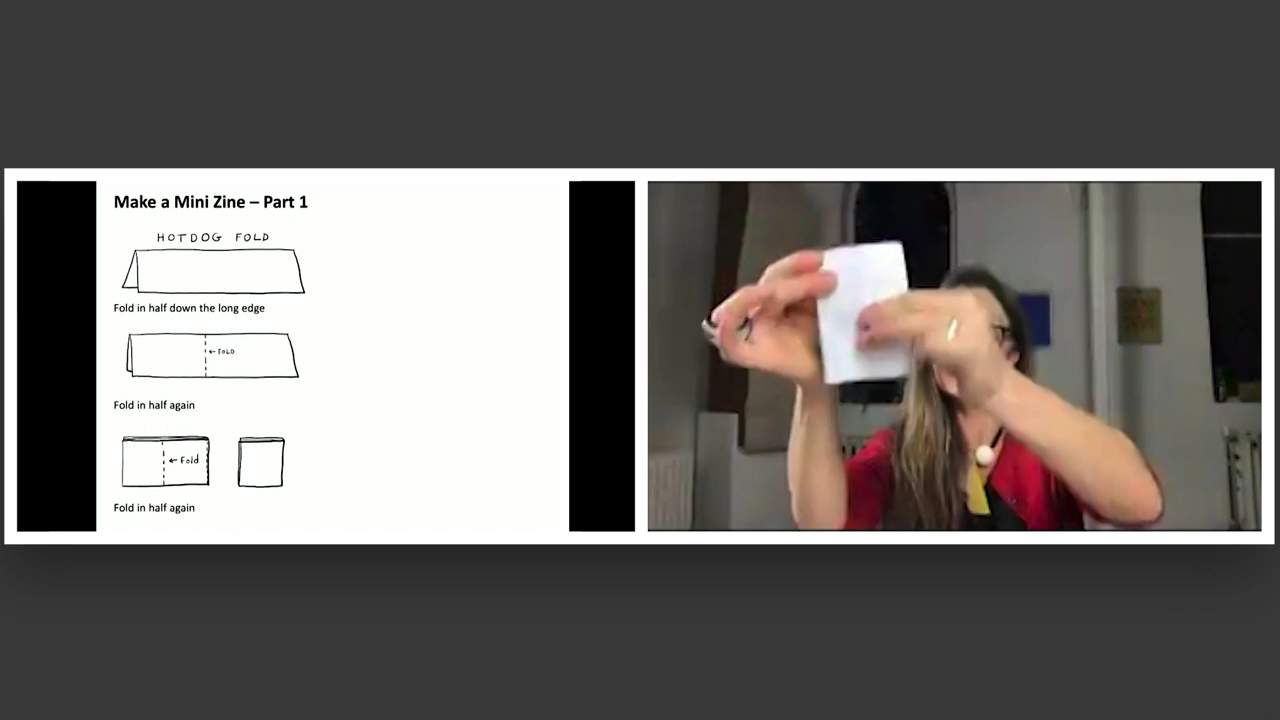 Make a Mini Zine – Part 1
HOTDOG FOLD
Fold in half down the long edge
← FOLD
Fold in half again
← Fold
Fold in half again